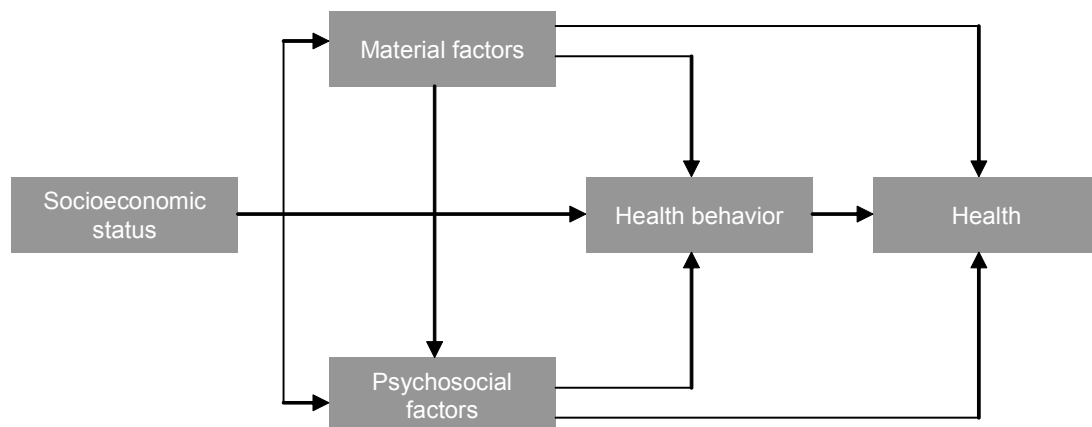 Material factors
Socioeconomic
status
Health behavior
Health
Psychosocial
factors